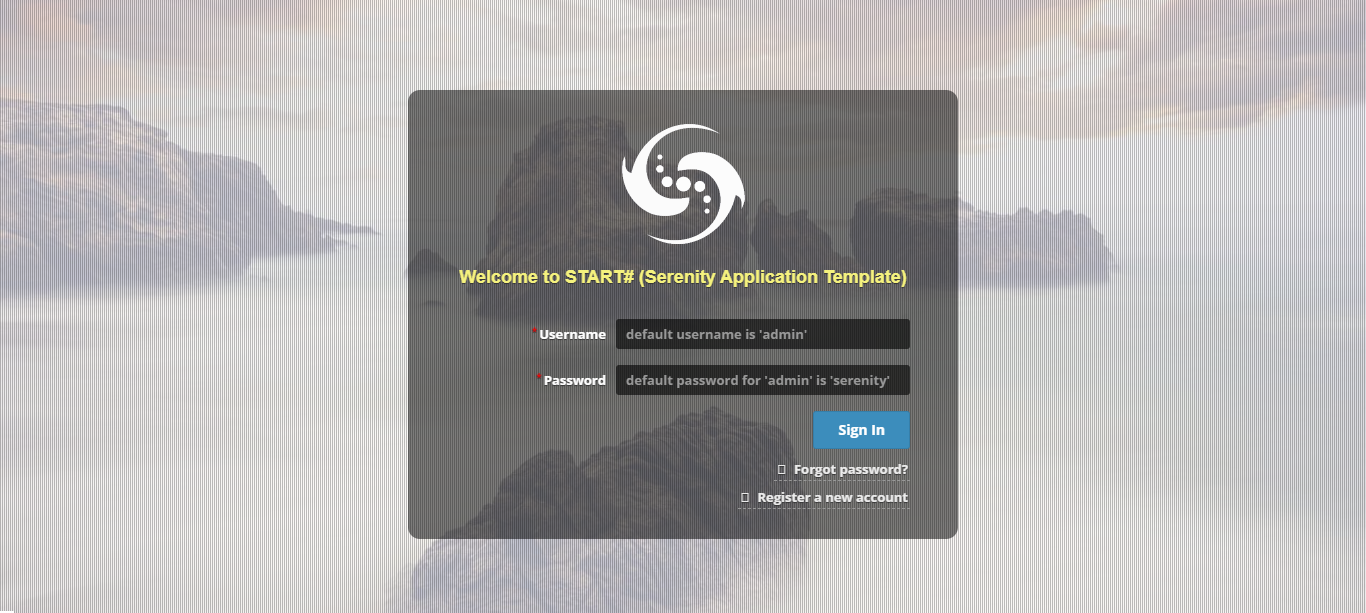 Welcome to START# (Serenity Application Template)
*Username
default username is 'admin'
*Password
default password for 'admin' is 'serenity'
Sign In
Forgot password?
Register a new account